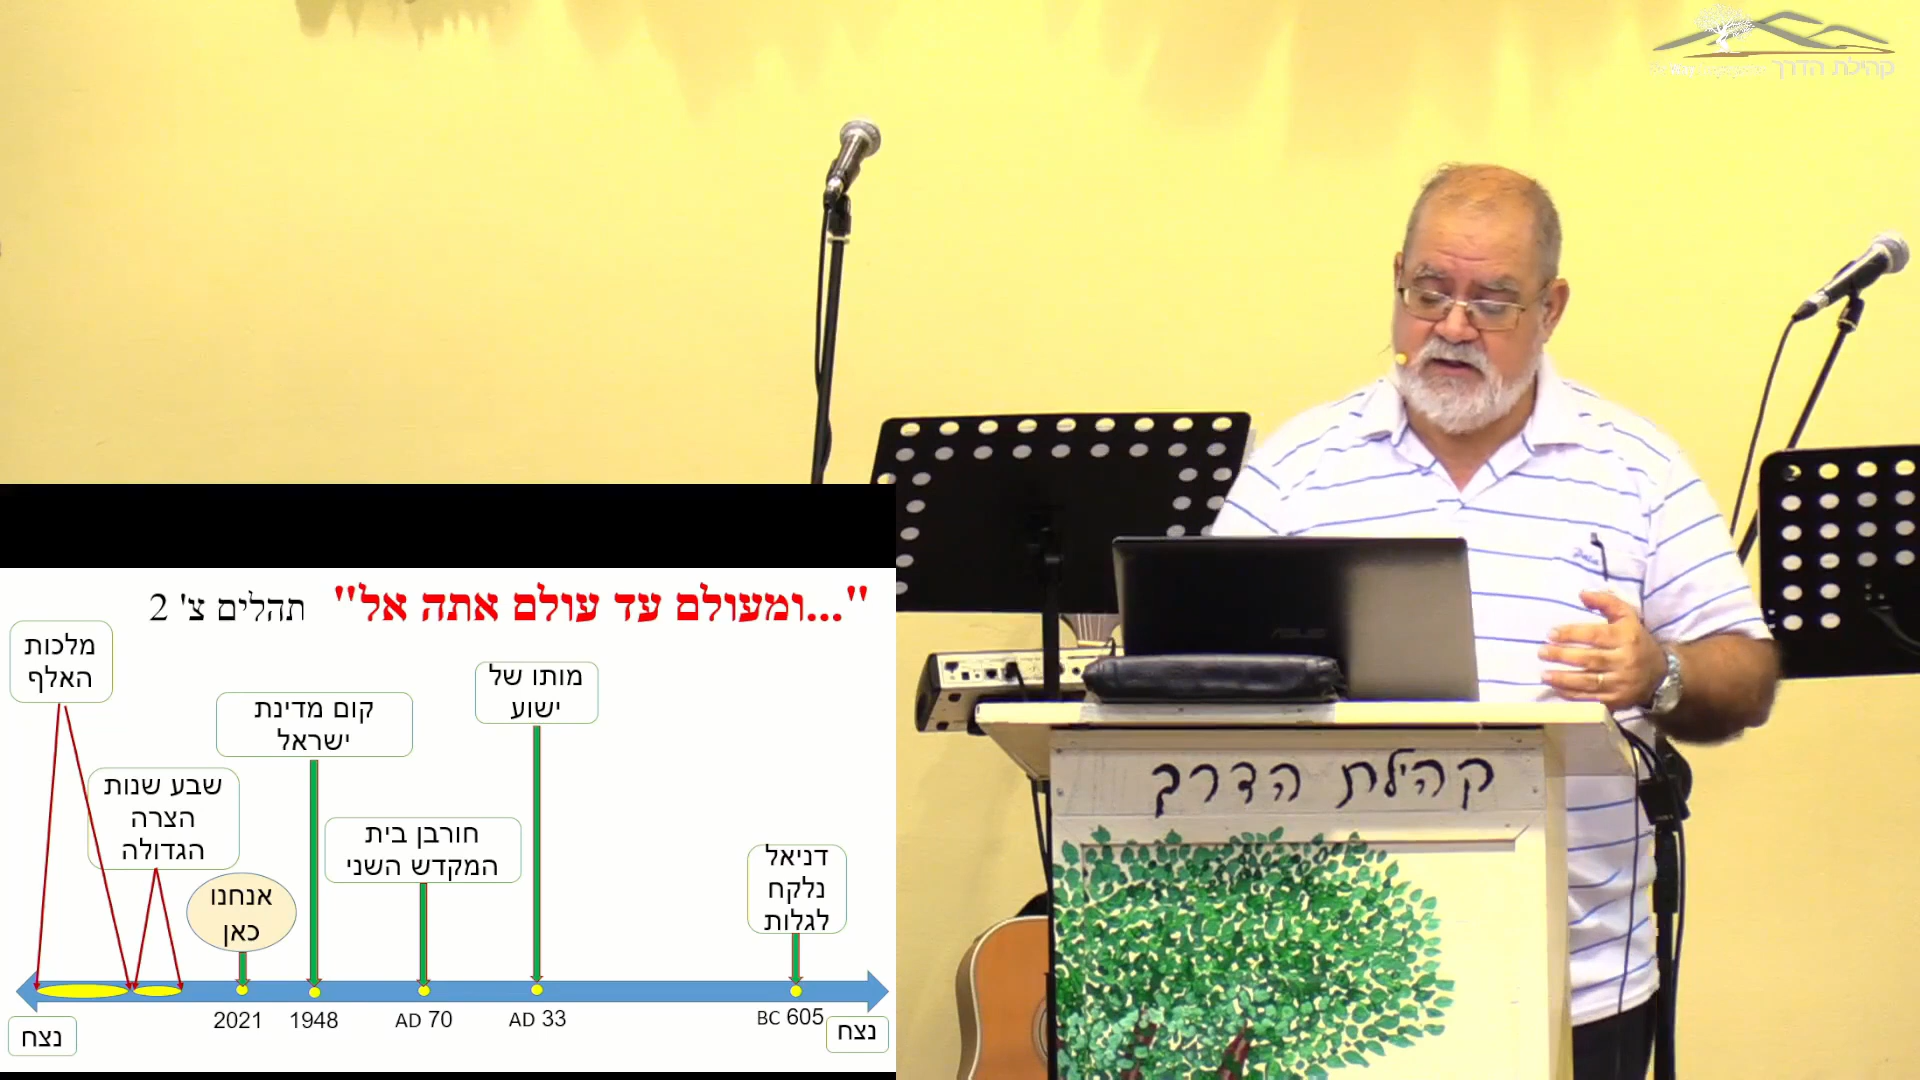 קהילת הדרך
"...ומעולם עד עולם אתה אל" תהלים צ' 2
מלכות
האלף
שבע שנות
הצרה
הגדולה
אנחנו
כאן
קום מדינת
ישראל
חורבן בית
המקדש השני
מותו של
ישוע
דניאל
נלקח
לגלות
2021
1948
AD 70
AD 33
BC 605
נצח
נצח
ASUS
קהילת הדרך